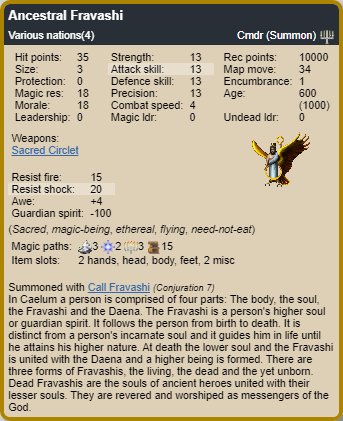 Ancestral Fravashi
Various nations(4) Cmdr (Summon)
Hit points: 35 Strength: 13 Rec points: 10000
Size: 3 Attack skill: 13 Map move: 34
Protection: 0 Defence skill: 13 Encumbrance: 1
Magic res: 18 Precision: 13 Age: 600
Morale: 18 Combat speed: 4 (1000)
Leadership: 0 Magic ldr: 0 Undead ldr: 0
Weapons:
Sacred Circlet
Resist fire: 15
Resist shock: 20
Awe: +4
Guardian spirit: -100
(Sacred, magic-being, ethereal, flying, need-not-eat)
Magic paths: 3 2 3 15
Item slots: 2 hands, head, body, feet, 2 misc
Summoned with Call Fravashi (Conjuration 7)
In Caelum a person is comprised of four parts: The body, the soul,
the Fravashi and the Daena. The Fravashi is a person's higher soul
or guardian spirit. It follows the person from birth to death. It is
distinct from a person's incarnate soul and it guides him in life until
he attains his higher nature. At death the lower soul and the Fravashi
is united with the Daena and a higher being is formed. There are
three forms of Fravashis, the living, the dead and the yet unborn.
Dead Fravashis are the souls of ancient heroes united with their
lesser souls. They are revered and worshiped as messengers of the
God.